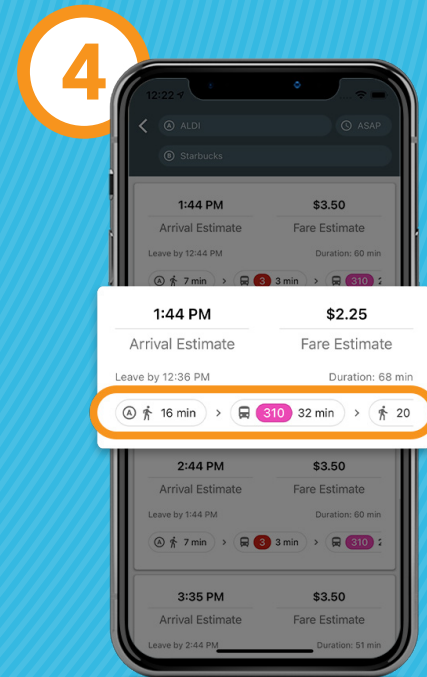 4
12:22
A ALDI ASAP
B Starbucks
1:44 PM $3.50
Arrival Estimate Fare Estimate
Leave by 12:44 PM Duration: 60 min
A 7 min > 3 3 min > 310
1:44 PM $2.25
Arrival Estimate Fare Estimate
Leave by 12:36 PM Duration: 68 min
A 16 min > 310 32 min > 20
2:44 PM $3.50
Arrival Estimate Fare Estimate
Leave by 1:44 PM Duration: 60 min
A 7 min > 3 3 min > 310
3:35 PM $3.50
Arrival Estimate Fare Estimate
Leave by 2:44 PM Duration: 51 min